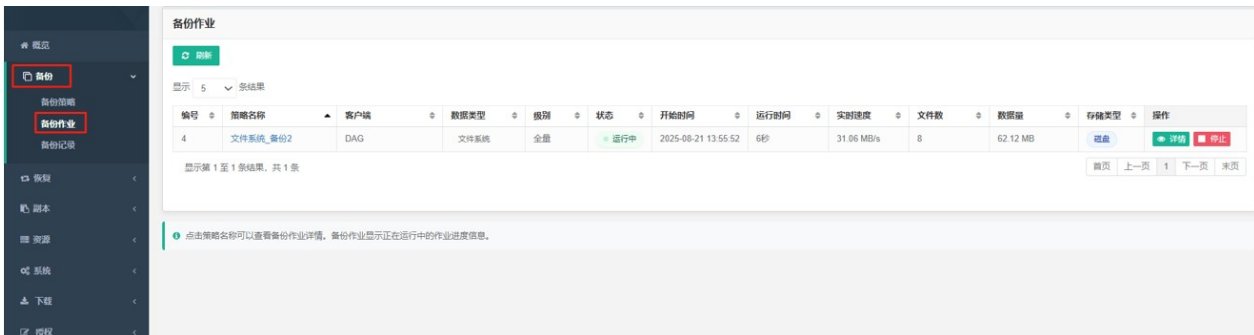 概览
备份
备份策略
备份作业
备份记录
恢复
副本
资源
系统
下载
授权
备份作业
刷新
显示 5 条结果
编号 策略名称 客户端 数据类型 级别 状态 开始时间 运行时间 实时速度 文件数 数据量 存储类型 操作
4 文件系统_备份2 DAG 文件系统 全量 运行中 2025-08-21 13:55:52 6秒 31.06 MB/s 8 62.12 MB 磁盘 详情 停止
显示第 1 至 1 条结果，共 1 条
首页 上一页 1 下一页 末页
点击策略名称可以查看备份作业详情。备份作业显示正在运行中的作业进度信息。